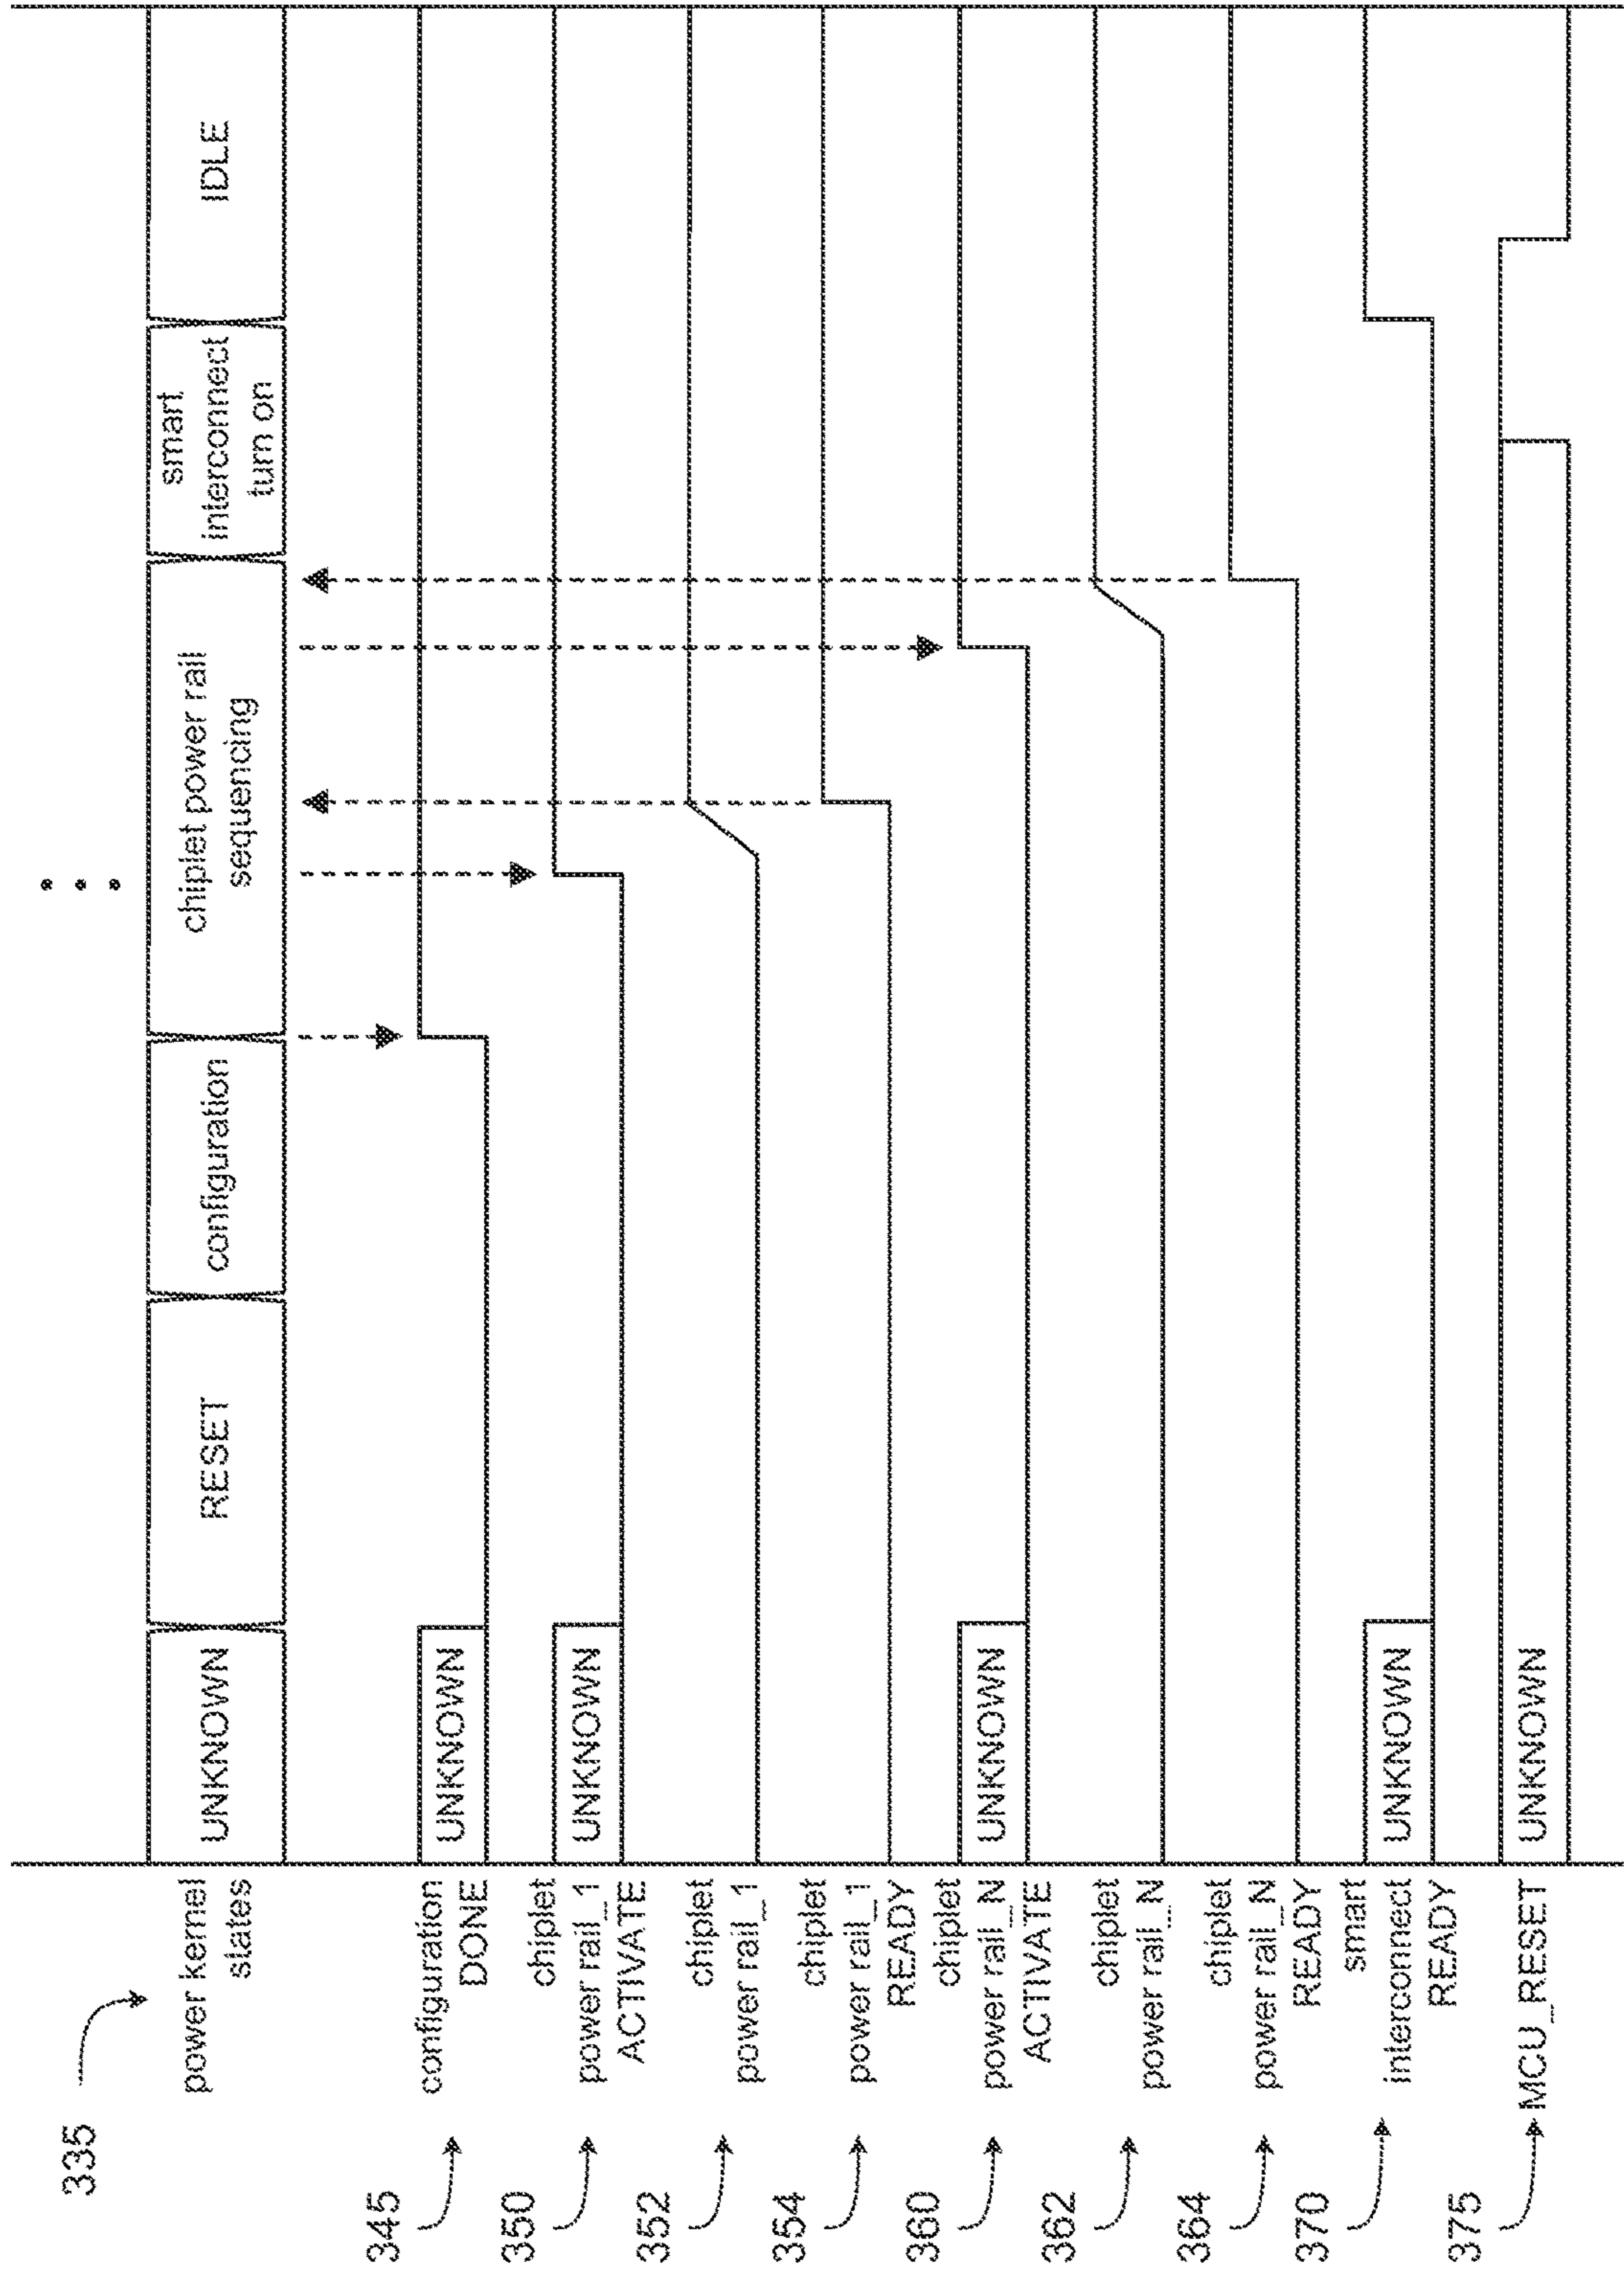 335
power kernel
states
UNKNOWN
RESET
configuration
chiplet power rail
sequencing
smart
interconnect
turn on
IDLE
345
configuration
DONE
UNKNOWN
350
chiplet
power rail_1
ACTIVATE
UNKNOWN
352
chiplet
power rail_1
354
chiplet
power rail_1
READY
360
chiplet
power rail_N
ACTIVATE
UNKNOWN
362
chiplet
power rail_N
364
chiplet
power rail_N
READY
370
smart
interconnect
READY
UNKNOWN
375
MCU_RESET
UNKNOWN